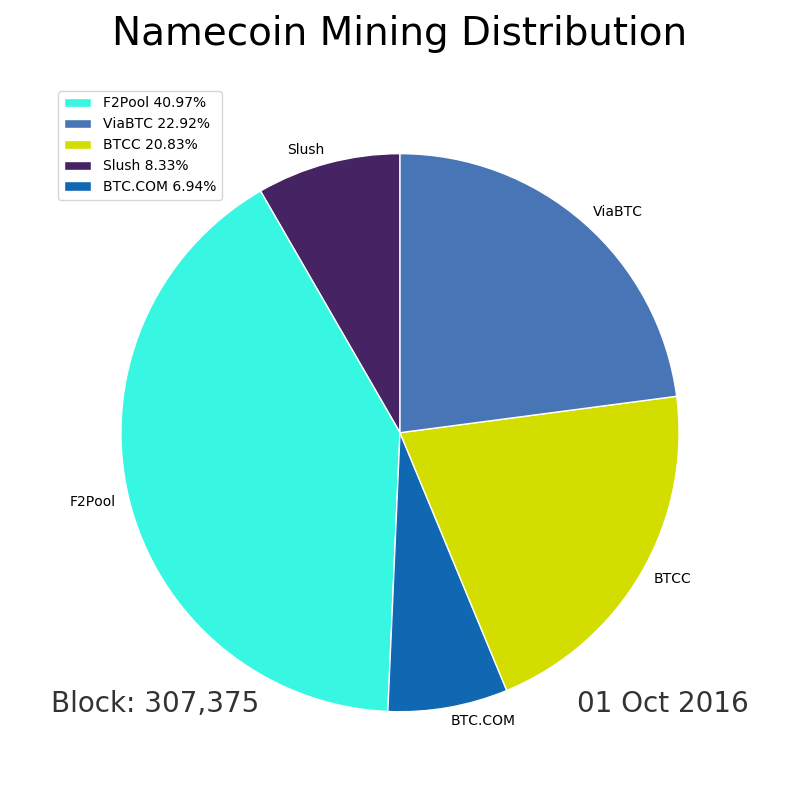 Namecoin Mining Distribution
F2Pool 40.97%
ViaBTC 22.92%
BTCC 20.83%
Slush 8.33%
BTC.COM 6.94%
Slush
ViaBTC
F2Pool
BTCC
BTC.COM
Block: 307,375
01 Oct 2016